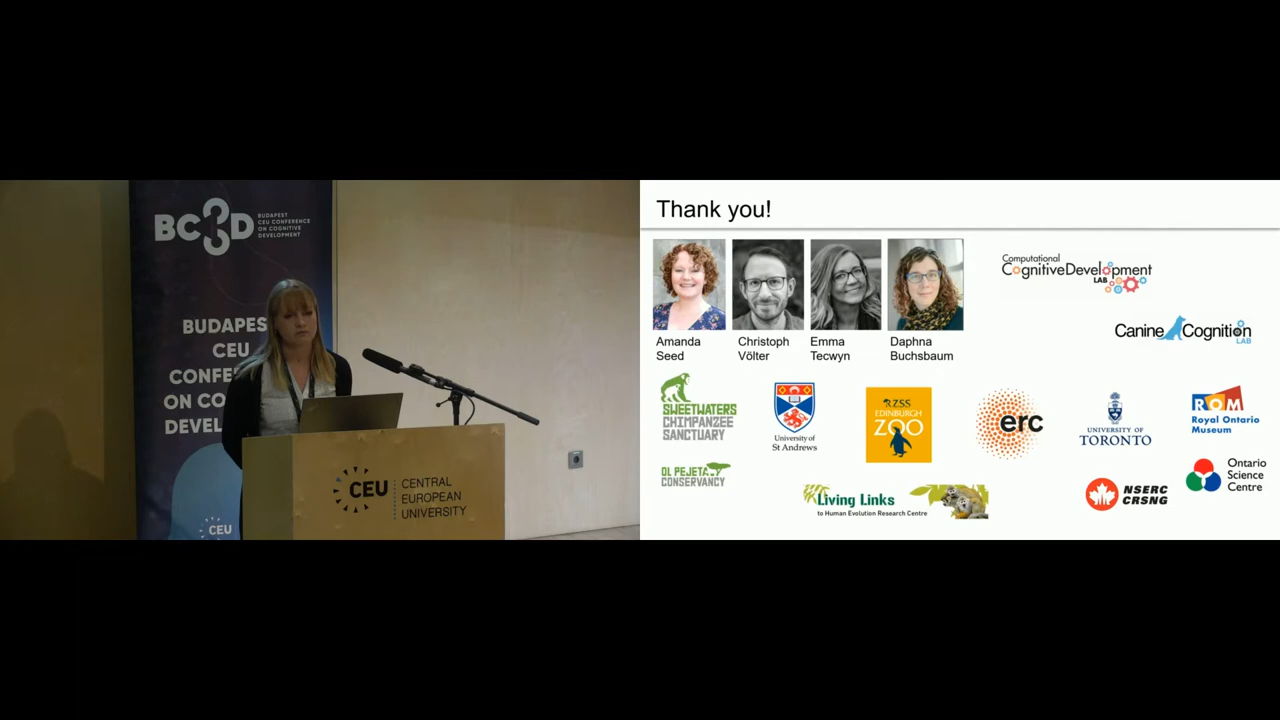 BC3D
BUDAPEST
CEU CONFERENCE
ON COGNITIVE
DEVELOPMENT
BUDAPES
CEU
CONFE
ON CO
DEVEL
CEU
CEU
CENTRAL
EUROPEAN
UNIVERSITY
Thank you!
Amanda
Seed
Christoph
Völter
Emma
Tecwyn
Daphna
Buchsbaum
Computational
CognitiveDevelopment
LAB
Canine Cognition
LAB
SWEETWATERS
CHIMPANZEE
SANCTUARY
University of
St Andrews
RZSS
EDINBURGH
ZOO
erc
UNIVERSITY OF
TORONTO
ROM
Royal Ontario
Museum
OL PEJETA
CONSERVANCY
Living Links
to Human Evolution Research Centre
NSERC
CRSNG
Ontario
Science
Centre